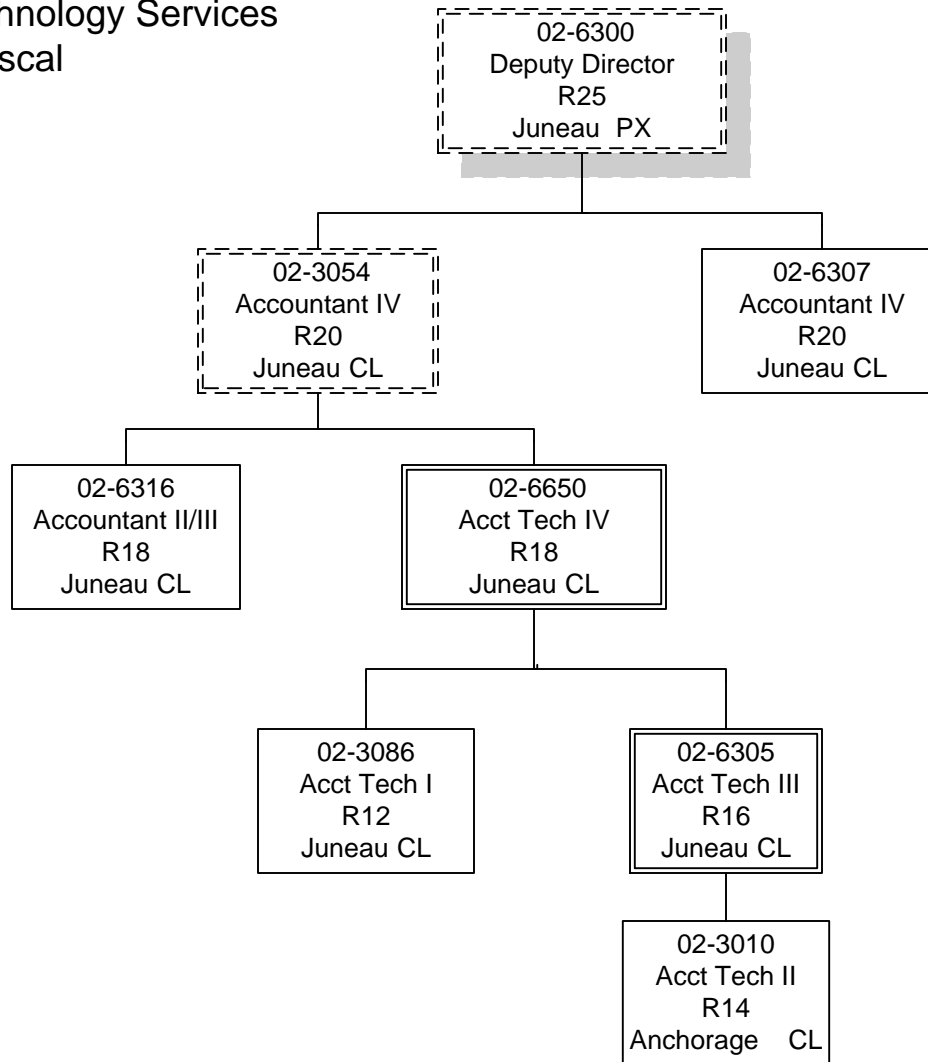 Services
02-6300
Deputy Director
R25
Juneau PX
02-3054
Accountant IV
R20
Juneau CL
02-6307
Accountant IV
R20
Juneau CL
02-6316
Accountant II/III
R18
Juneau CL
02-6650
Acct Tech IV
R18
Juneau CL
02-3086
Acct Tech I
R12
Juneau CL
02-6305
Acct Tech III
R16
Juneau CL
02-3010
Acct Tech II
R14
Anchorage CL